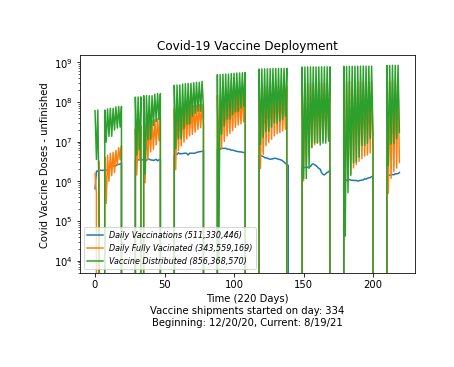 Covid-19 Vaccine Deployment
Covid Vaccine Doses - unfinished
10⁹
10⁸
10⁷
10⁶
10⁵
10⁴
Daily Vaccinations (511,330,446)
Daily Fully Vacinated (343,559,169)
Vaccine Distributed (856,368,570)
0 50 100 150 200
Time (220 Days)
Vaccine shipments started on day: 334
Beginning: 12/20/20, Current: 8/19/21